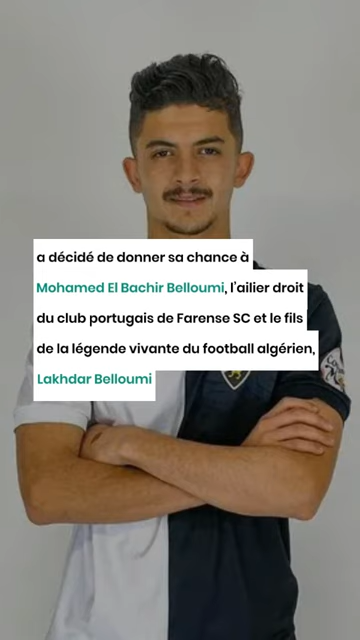 a décidé de donner sa chance à
Mohamed El Bachir Belloumi, l'ailier droit
du club portugais de Farense SC et le fils
de la légende vivante du football algérien,
Lakhdar Belloumi